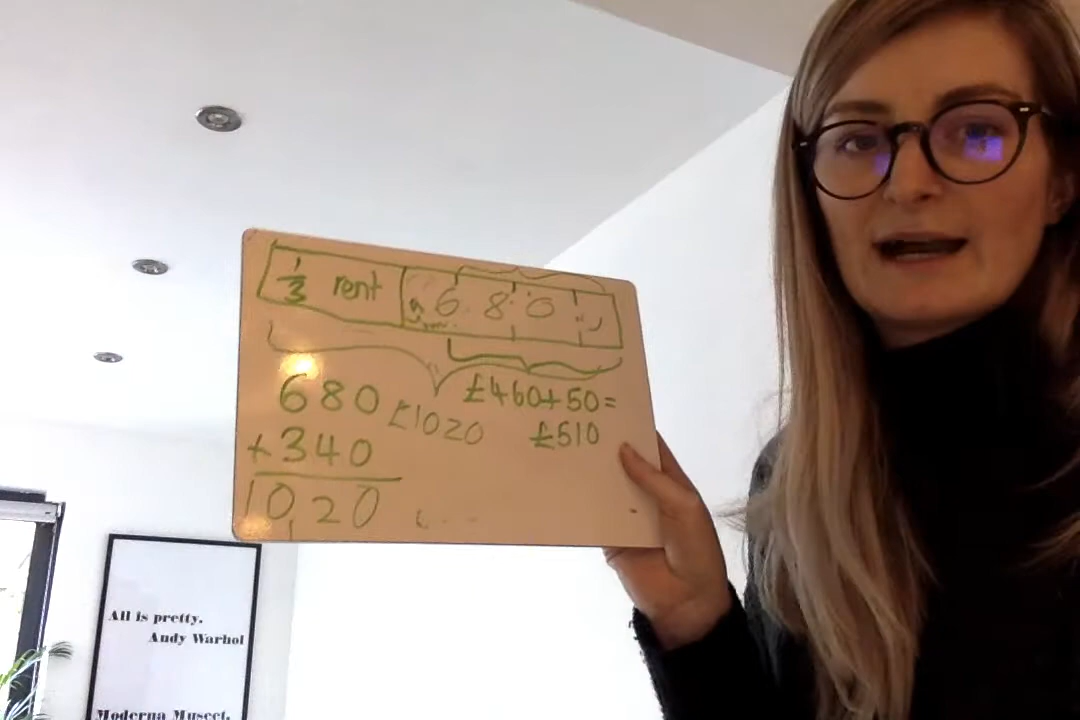 1/3 rent 6 8 0
680
+340
1020
£1020
£460+50=
£510
All is pretty.
Andy Warhol
Moderna Museet.